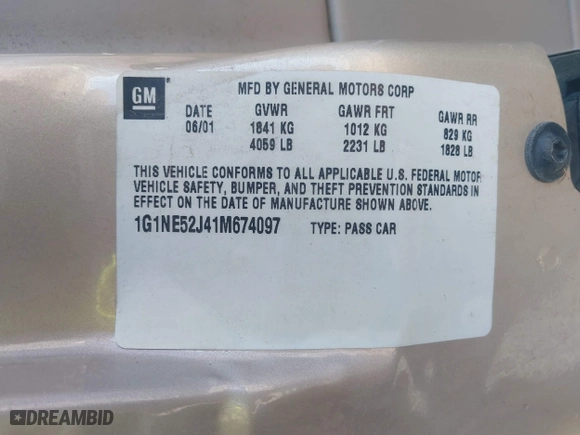 GM
MFD BY GENERAL MOTORS CORP
DATE GVWR GAWR FRT GAWR RR
06/01 1841 KG 1012 KG 829 KG
4059 LB 2231 LB 1828 LB
THIS VEHICLE CONFORMS TO ALL APPLICABLE U.S. FEDERAL MOTOR
VEHICLE SAFETY, BUMPER, AND THEFT PREVENTION STANDARDS IN
EFFECT ON THE DATE OF MANUFACTURE SHOWN ABOVE.
1G1NE52J41M674097 TYPE: PASS CAR
DREAMBID